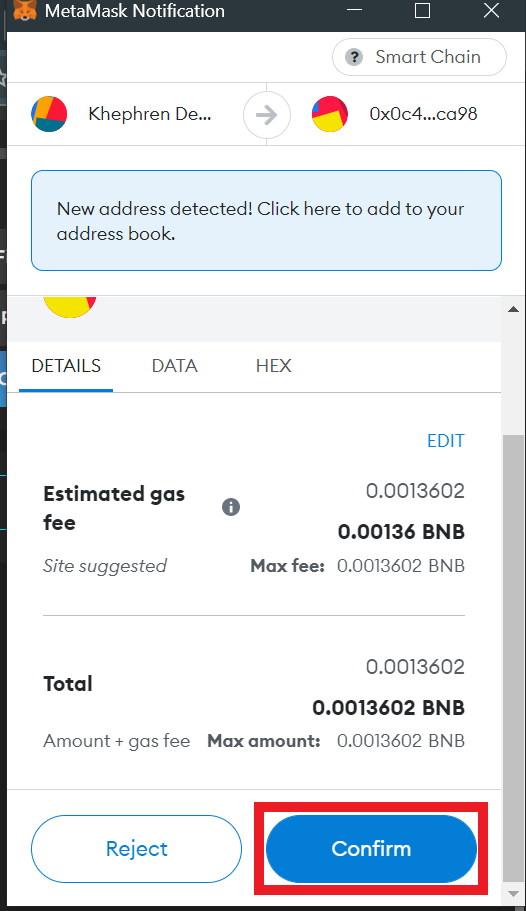 MetaMask Notification
? Smart Chain
Khephren De...
0x0c4...ca98
New address detected! Click here to add to your
address book.
DETAILS
DATA
HEX
EDIT
Estimated gas
fee
0.0013602
0.00136 BNB
Site suggested
Max fee: 0.0013602 BNB
Total
0.0013602
0.0013602 BNB
Amount + gas fee
Max amount: 0.0013602 BNB
Reject
Confirm